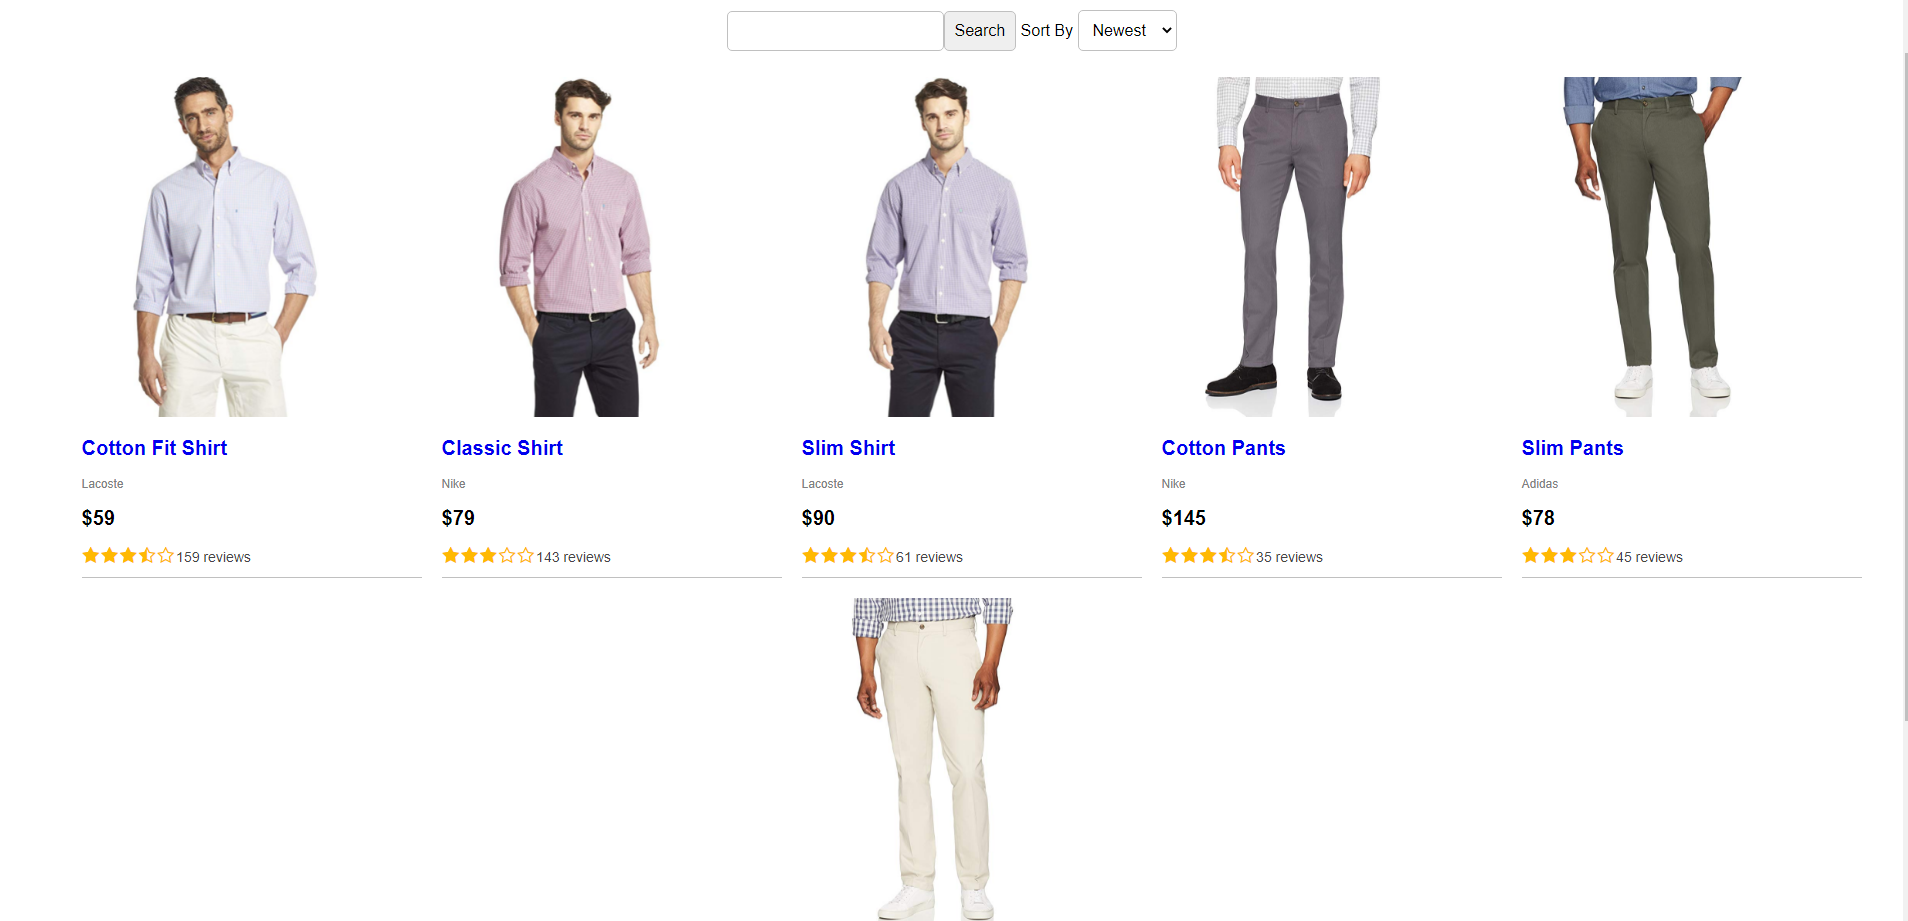 Search Sort By Newest
Cotton Fit Shirt
Lacoste
$59
159 reviews
Classic Shirt
Nike
$79
143 reviews
Slim Shirt
Lacoste
$90
61 reviews
Cotton Pants
Nike
$145
35 reviews
Slim Pants
Adidas
$78
45 reviews